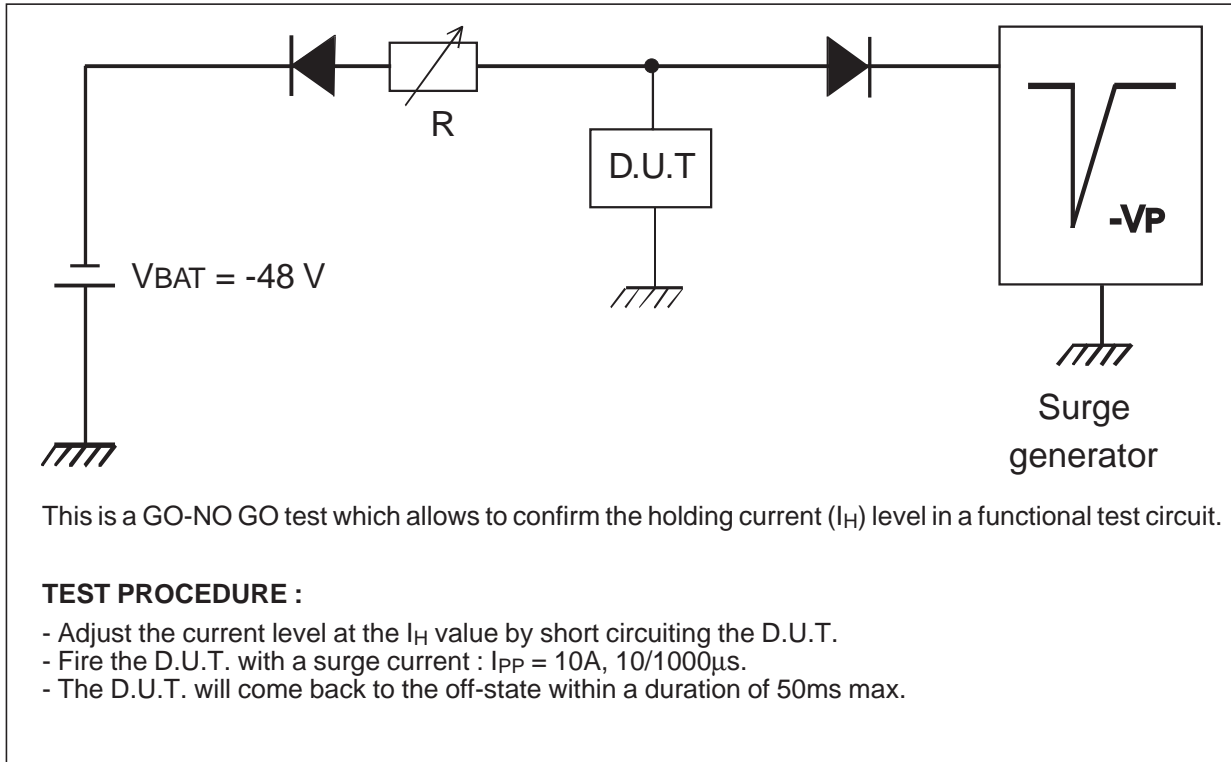 R
D.U.T
-VP
VBAT = -48 V
Surge
generator
This is a GO-NO GO test which allows to confirm the holding current (IH) level in a functional test circuit.
TEST PROCEDURE :
- Adjust the current level at the IH value by short circuiting the D.U.T.
- Fire the D.U.T. with a surge current : IPP = 10A, 10/1000μs.
- The D.U.T. will come back to the off-state within a duration of 50ms max.